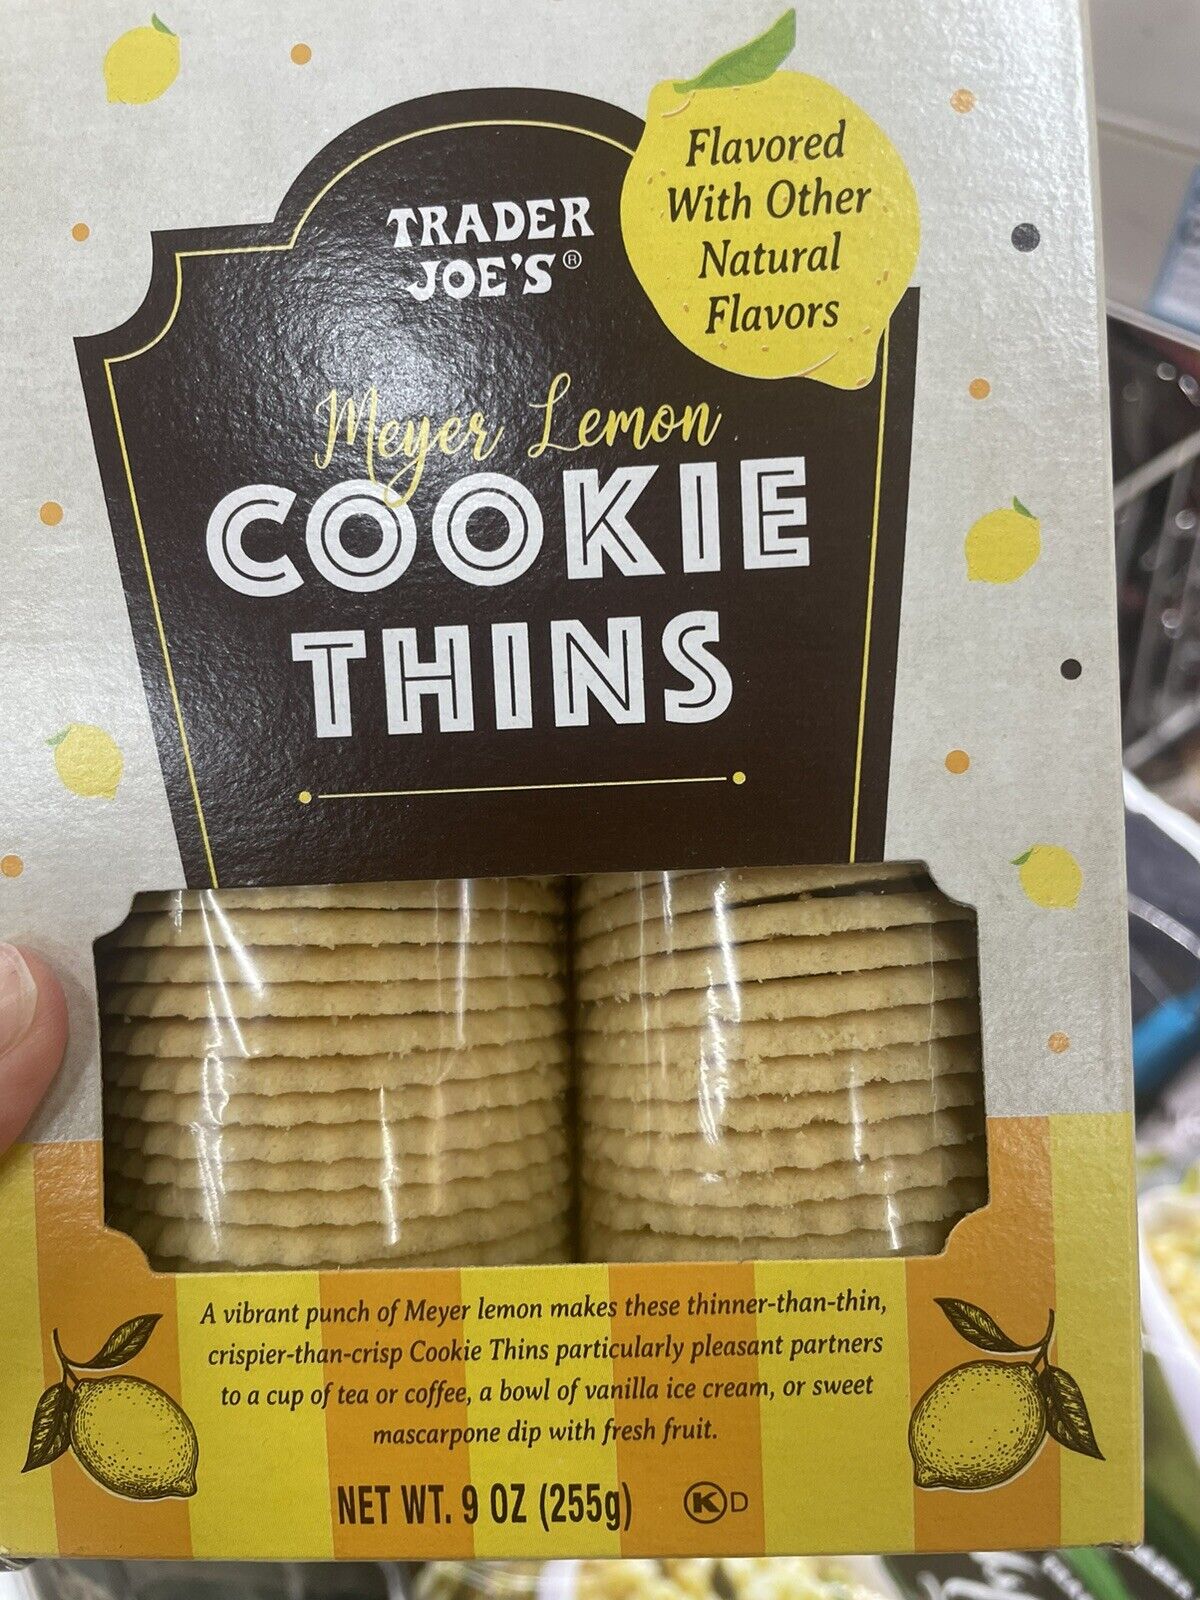 TRADER
JOE'S®
Flavored
With Other
Natural
Flavors
Meyer Lemon
COOKIE
THINS
A vibrant punch of Meyer lemon makes these thinner-than-thin,
crispier-than-crisp Cookie Thins particularly pleasant partners
to a cup of tea or coffee, a bowl of vanilla ice cream, or sweet
mascarpone dip with fresh fruit.
NET WT. 9 OZ (255g)
K D